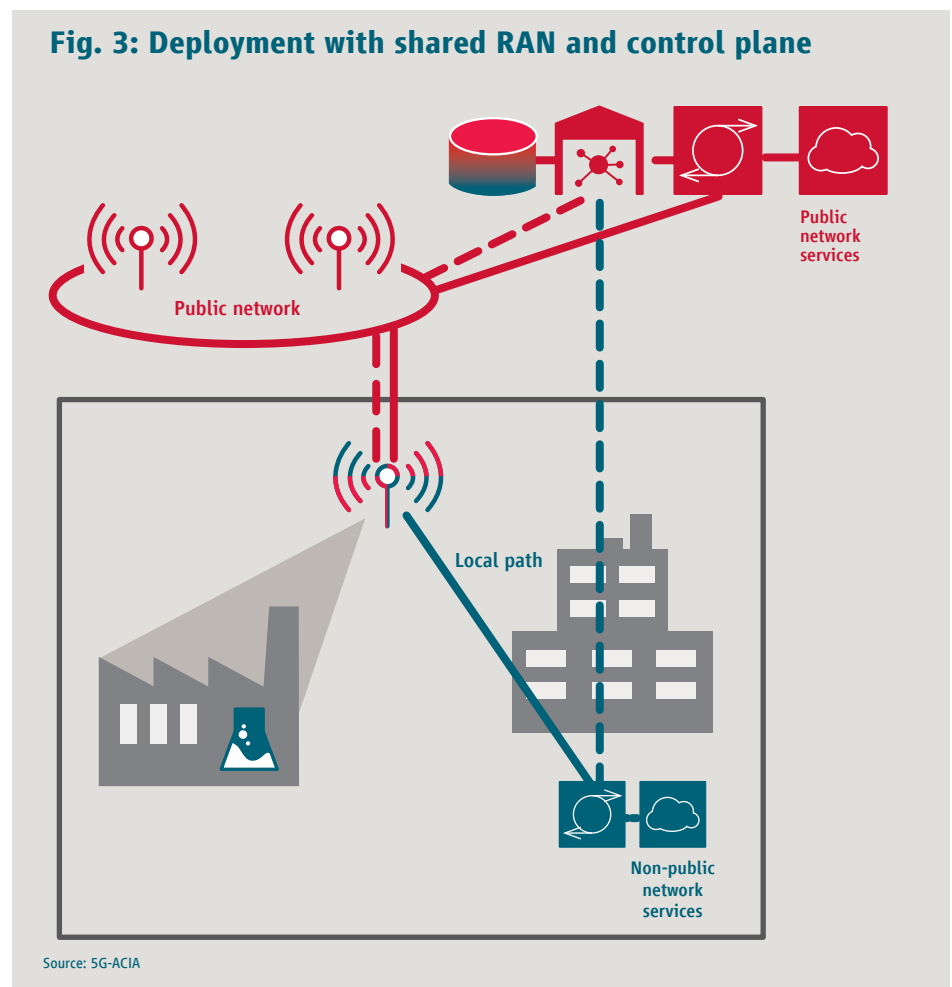 Fig. 3: Deployment with shared RAN and control plane
Public
network
services
Public network
Local path
Non-public
network
services
Source: 5G-ACIA